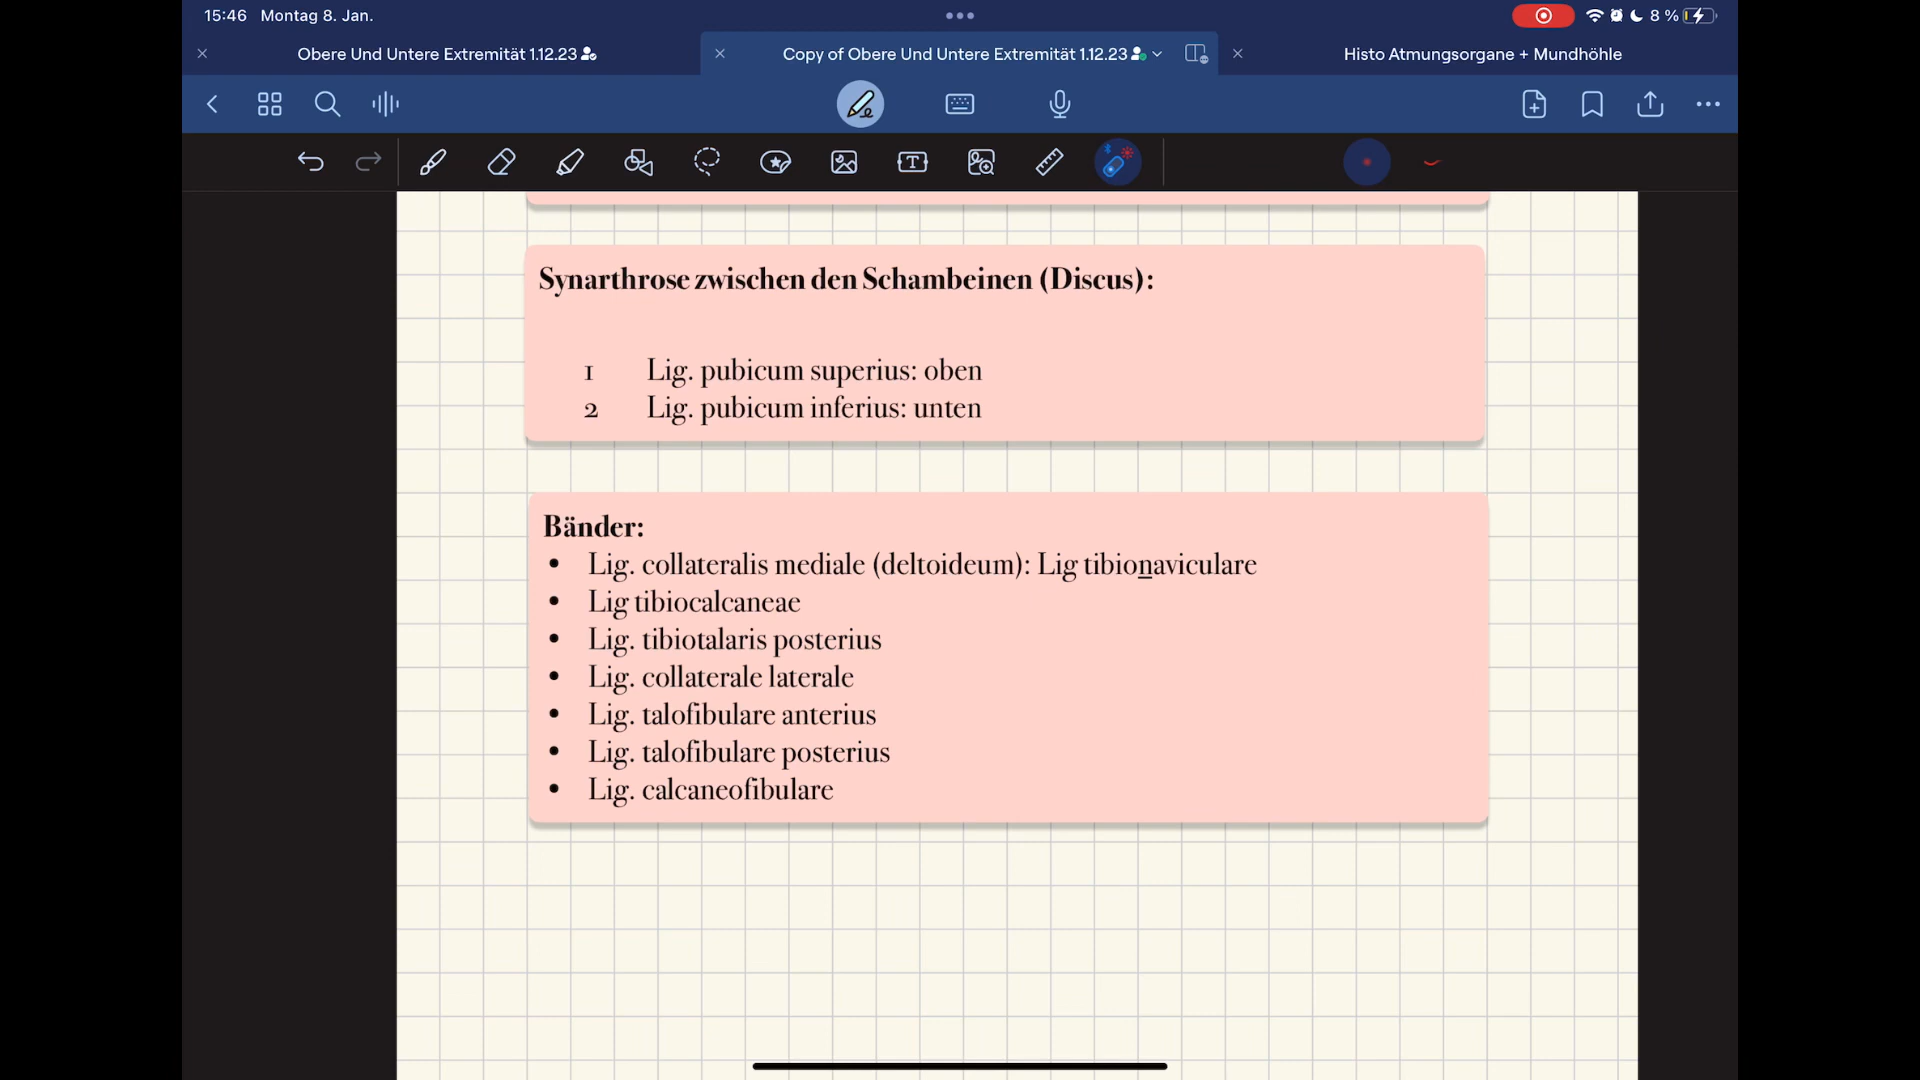 15:46 Montag 8. Jan.
8 %
Obere Und Untere Extremität 1.12.23
Copy of Obere Und Untere Extremität 1.12.23
Histo Atmungsorgane + Mundhöhle
Synarthrose zwischen den Schambeinen (Discus):
1 Lig. pubicum superius: oben
2 Lig. pubicum inferius: unten
Bänder:
• Lig. collateralis mediale (deltoideum): Lig tibionaviculare
• Lig tibiocalcaneae
• Lig. tibiotalaris posterius
• Lig. collaterale laterale
• Lig. talofibulare anterius
• Lig. talofibulare posterius
• Lig. calcaneofibulare